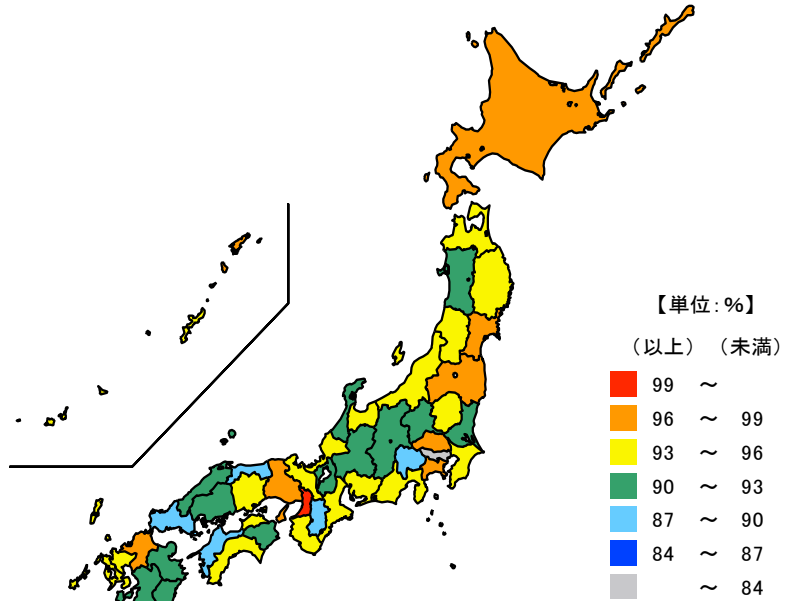 【単位：％】
（以上） （未満）
99 ～
96 ～ 99
93 ～ 96
90 ～ 93
87 ～ 90
84 ～ 87
～ 84